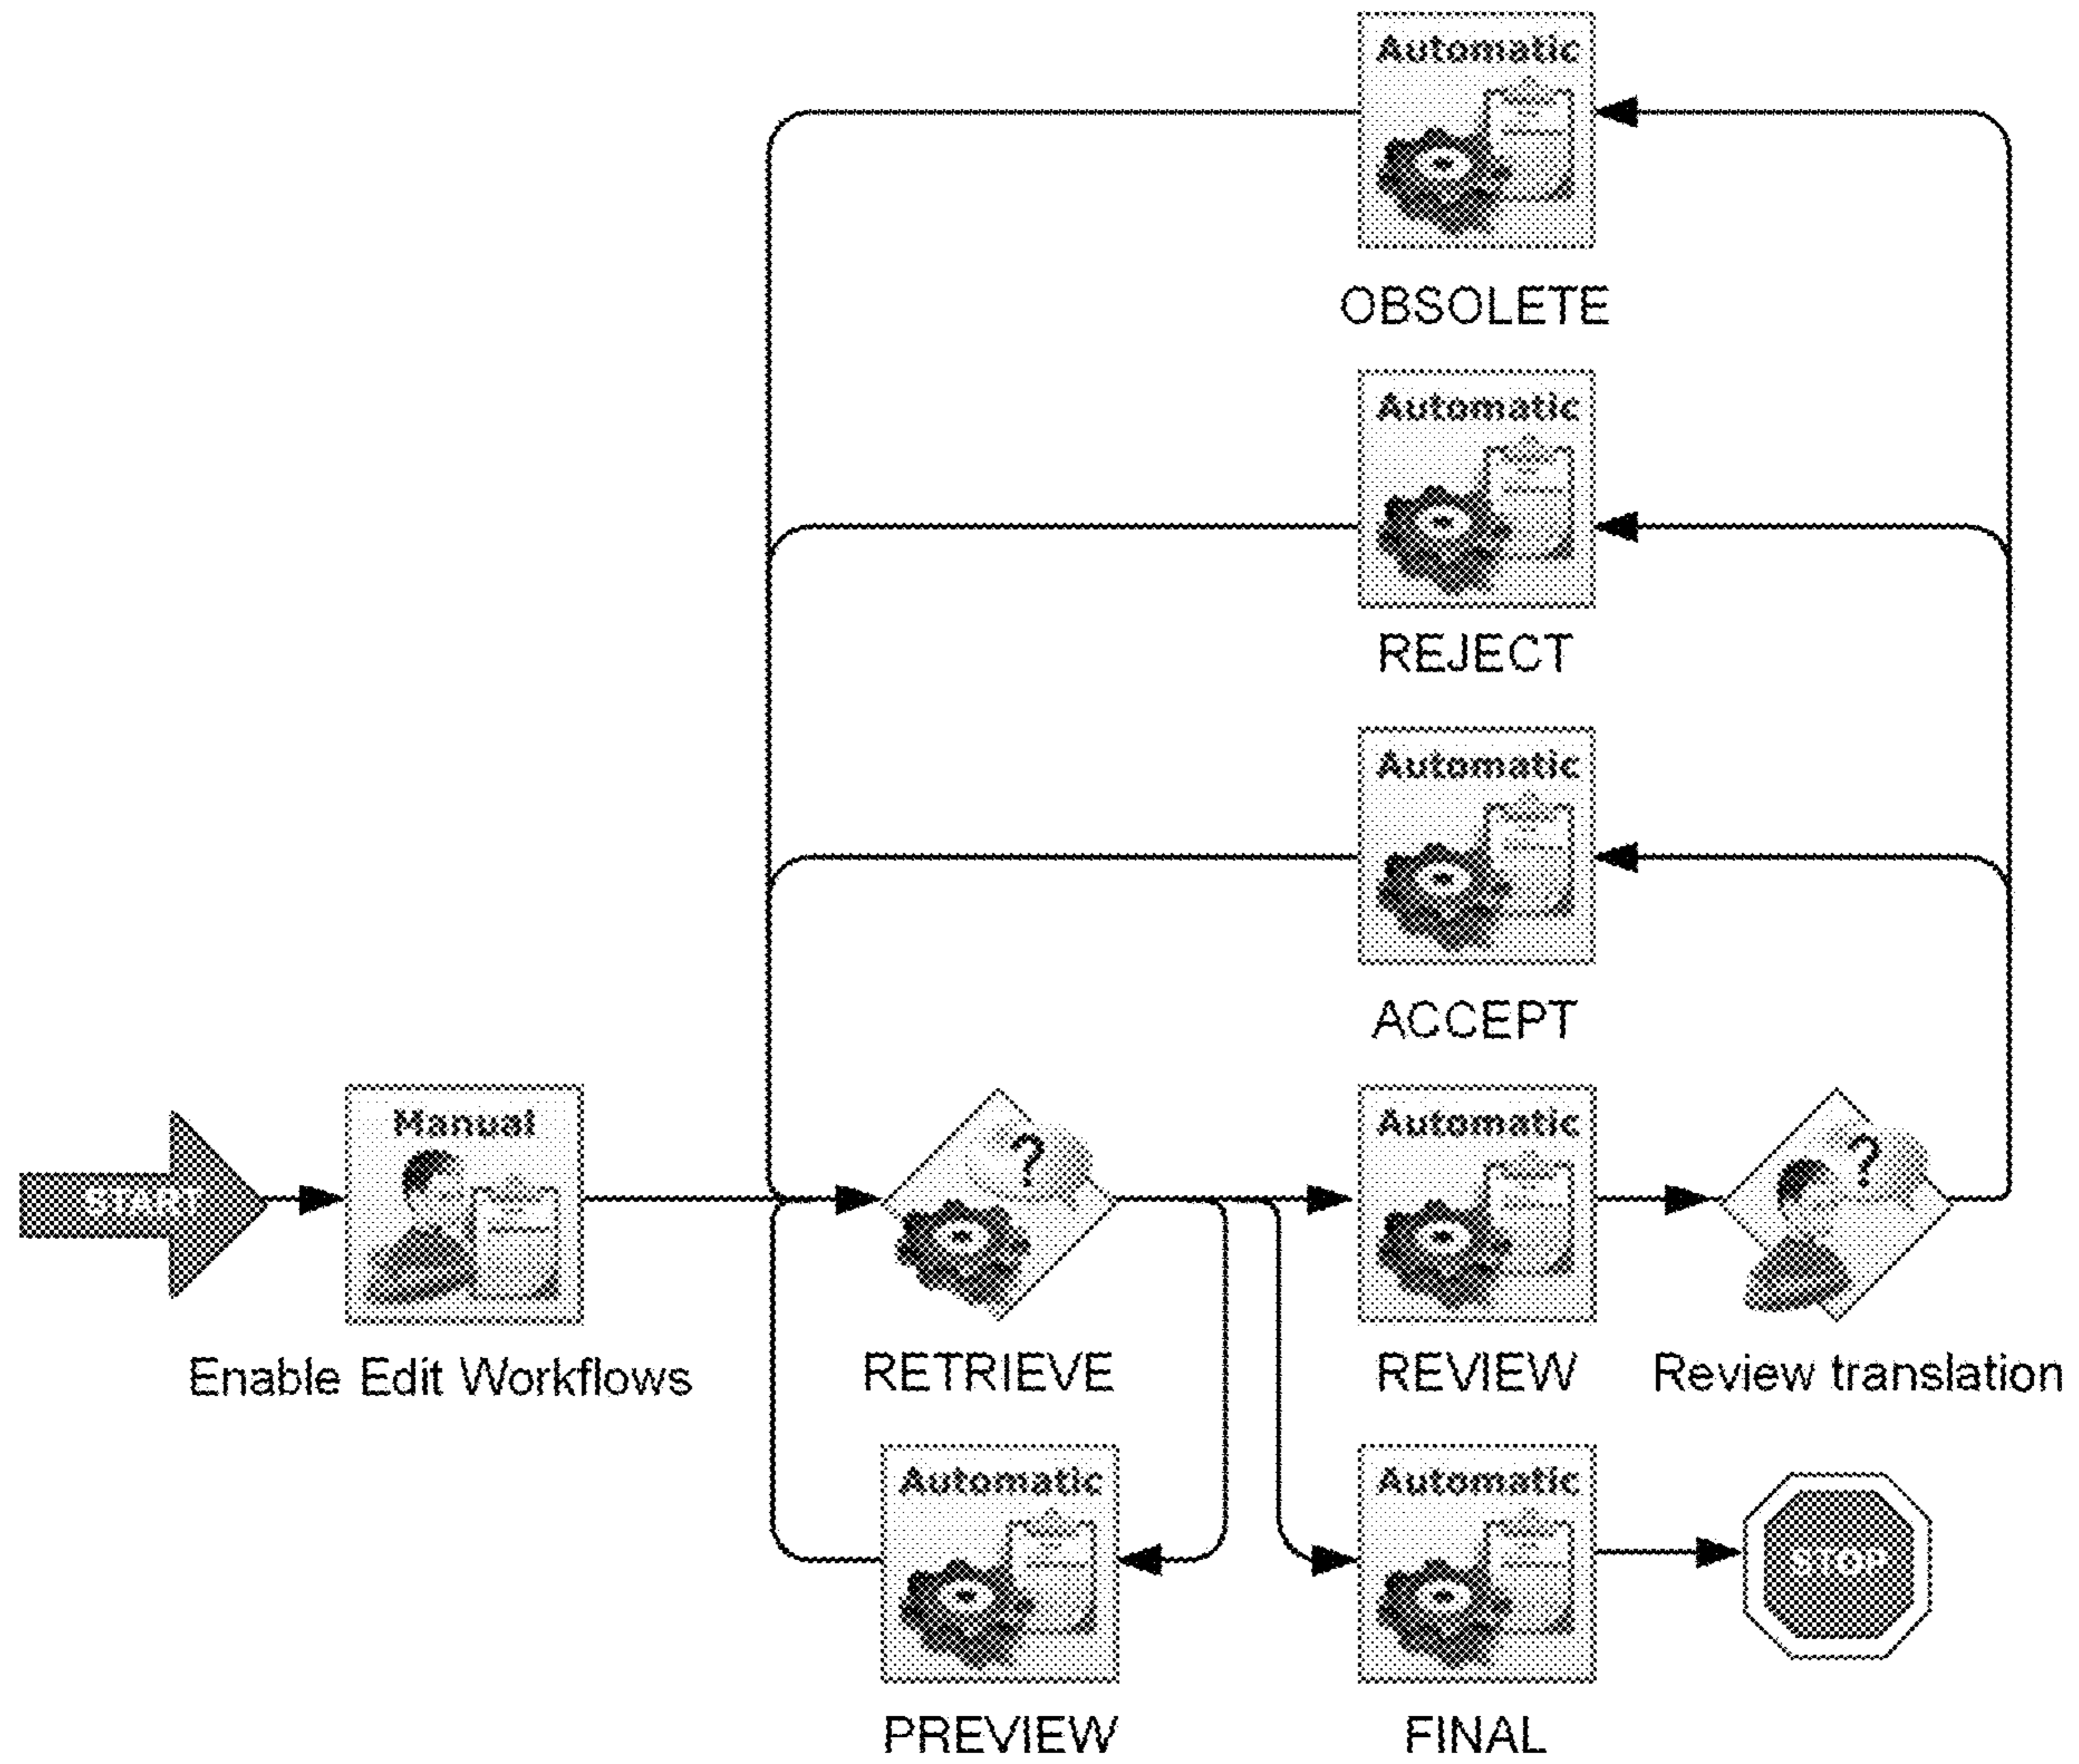 Automatic
OBSOLETE
Automatic
REJECT
Automatic
ACCEPT
START
Manual
Enable Edit Workflows
RETRIEVE
Automatic
REVIEW
?
?
Review translation
Automatic
PREVIEW
Automatic
FINAL
STOP